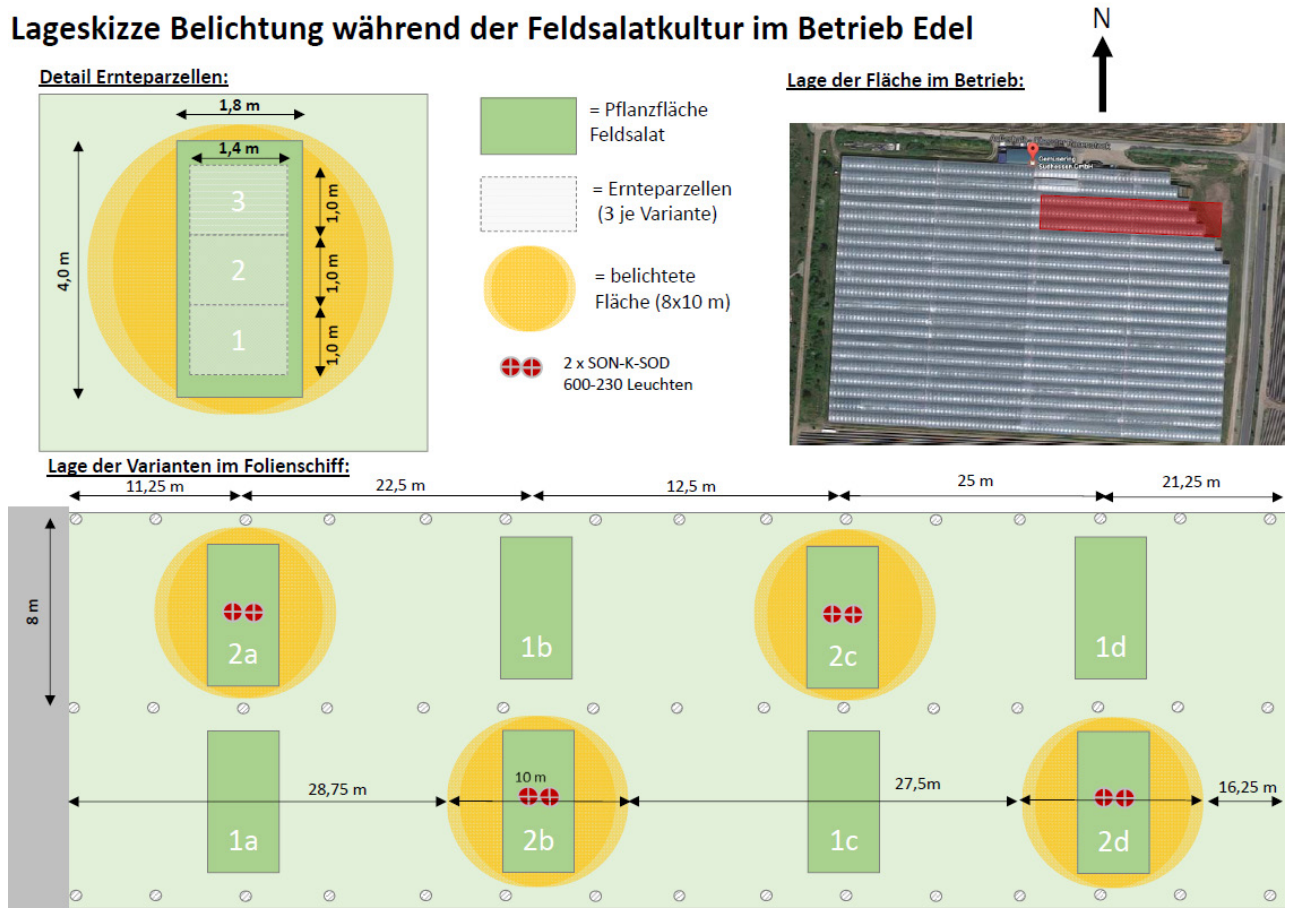 Lageskizze Belichtung während der Feldsalatkultur im Betrieb Edel
N
Detail Ernteparzellen:
1,8 m
1,4 m
4,0 m
3
2
1
1,0 m
1,0 m
1,0 m
= Pflanzfläche
Feldsalat
= Ernteparzellen
(3 je Variante)
= belichtete
Fläche (8x10 m)
2 x SON-K-SOD
600-230 Leuchten
Lage der Fläche im Betrieb:
Lage der Varianten im Folienschiff:
11,25 m
22,5 m
12,5 m
25 m
21,25 m
8 m
2a
1b
2c
1d
28,75 m
10 m
27,5m
16,25 m
1a
2b
1c
2d